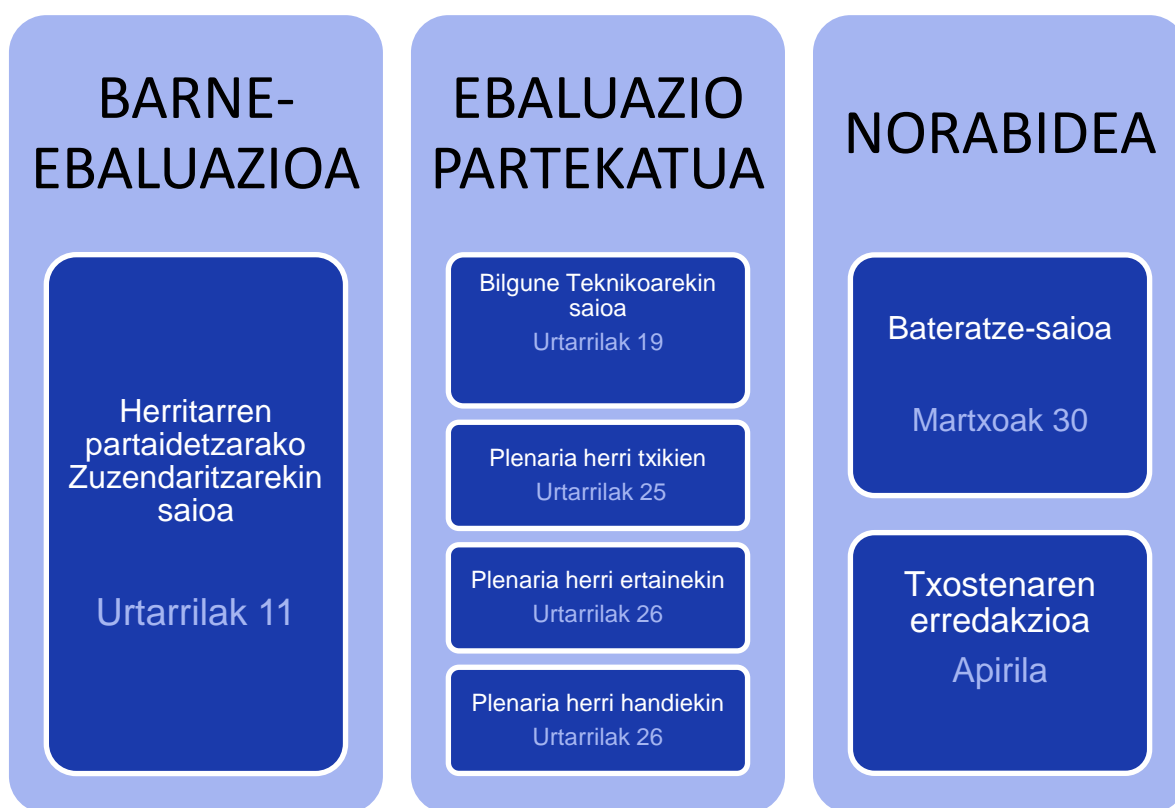 BARNE-
EBALUAZIOA
Herritarren
partaidetzarako
Zuzendaritzarekin
saioa
Urtarrilak 11
EBALUAZIO
PARTEKATUA
Bilgune Teknikoarekin
saioa
Urtarrilak 19
Plenaria herri txikien
Urtarrilak 25
Plenaria herri ertainekin
Urtarrilak 26
Plenaria herri handiekin
Urtarrilak 26
NORABIDEA
Bateratze-saioa
Martxoak 30
Txostenaren
erredakzioa
Apirila